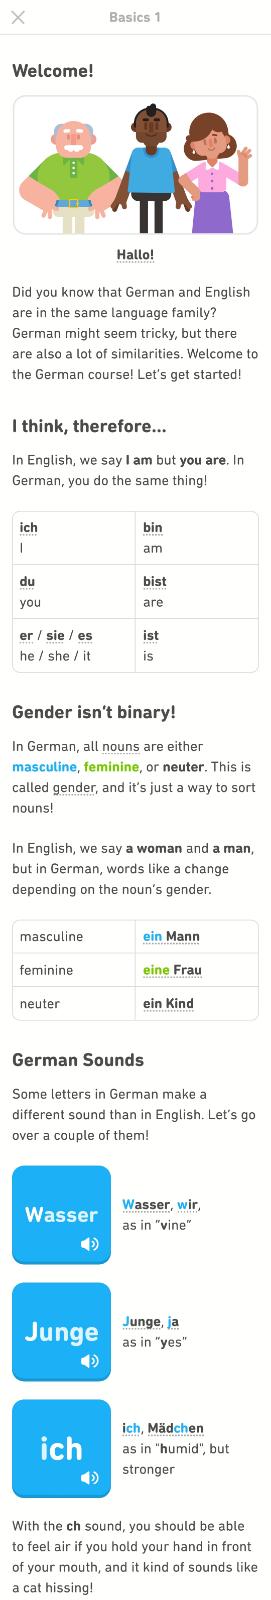 Basics 1
Welcome!
Hallo!
Did you know that German and English
are in the same language family?
German might seem tricky, but there
are also a lot of similarities. Welcome to
the German course! Let's get started!
I think, therefore...
In English, we say I am but you are. In
German, you do the same thing!
ich bin
I am
du bist
you are
er / sie / es ist
he / she / it is
Gender isn't binary!
In German, all nouns are either
masculine, feminine, or neuter. This is
called gender, and it's just a way to sort
nouns!
In English, we say a woman and a man,
but in German, words like a change
depending on the noun's gender.
masculine ein Mann
feminine eine Frau
neuter ein Kind
German Sounds
Some letters in German make a
different sound than in English. Let's go
over a couple of them!
Wasser
Wasser, wir,
as in "vine"
Junge
Junge, ja
as in "yes"
ich
ich, Mädchen
as in "humid", but
stronger
With the ch sound, you should be able
to feel air if you hold your hand in front
of your mouth, and it kind of sounds like
a cat hissing!